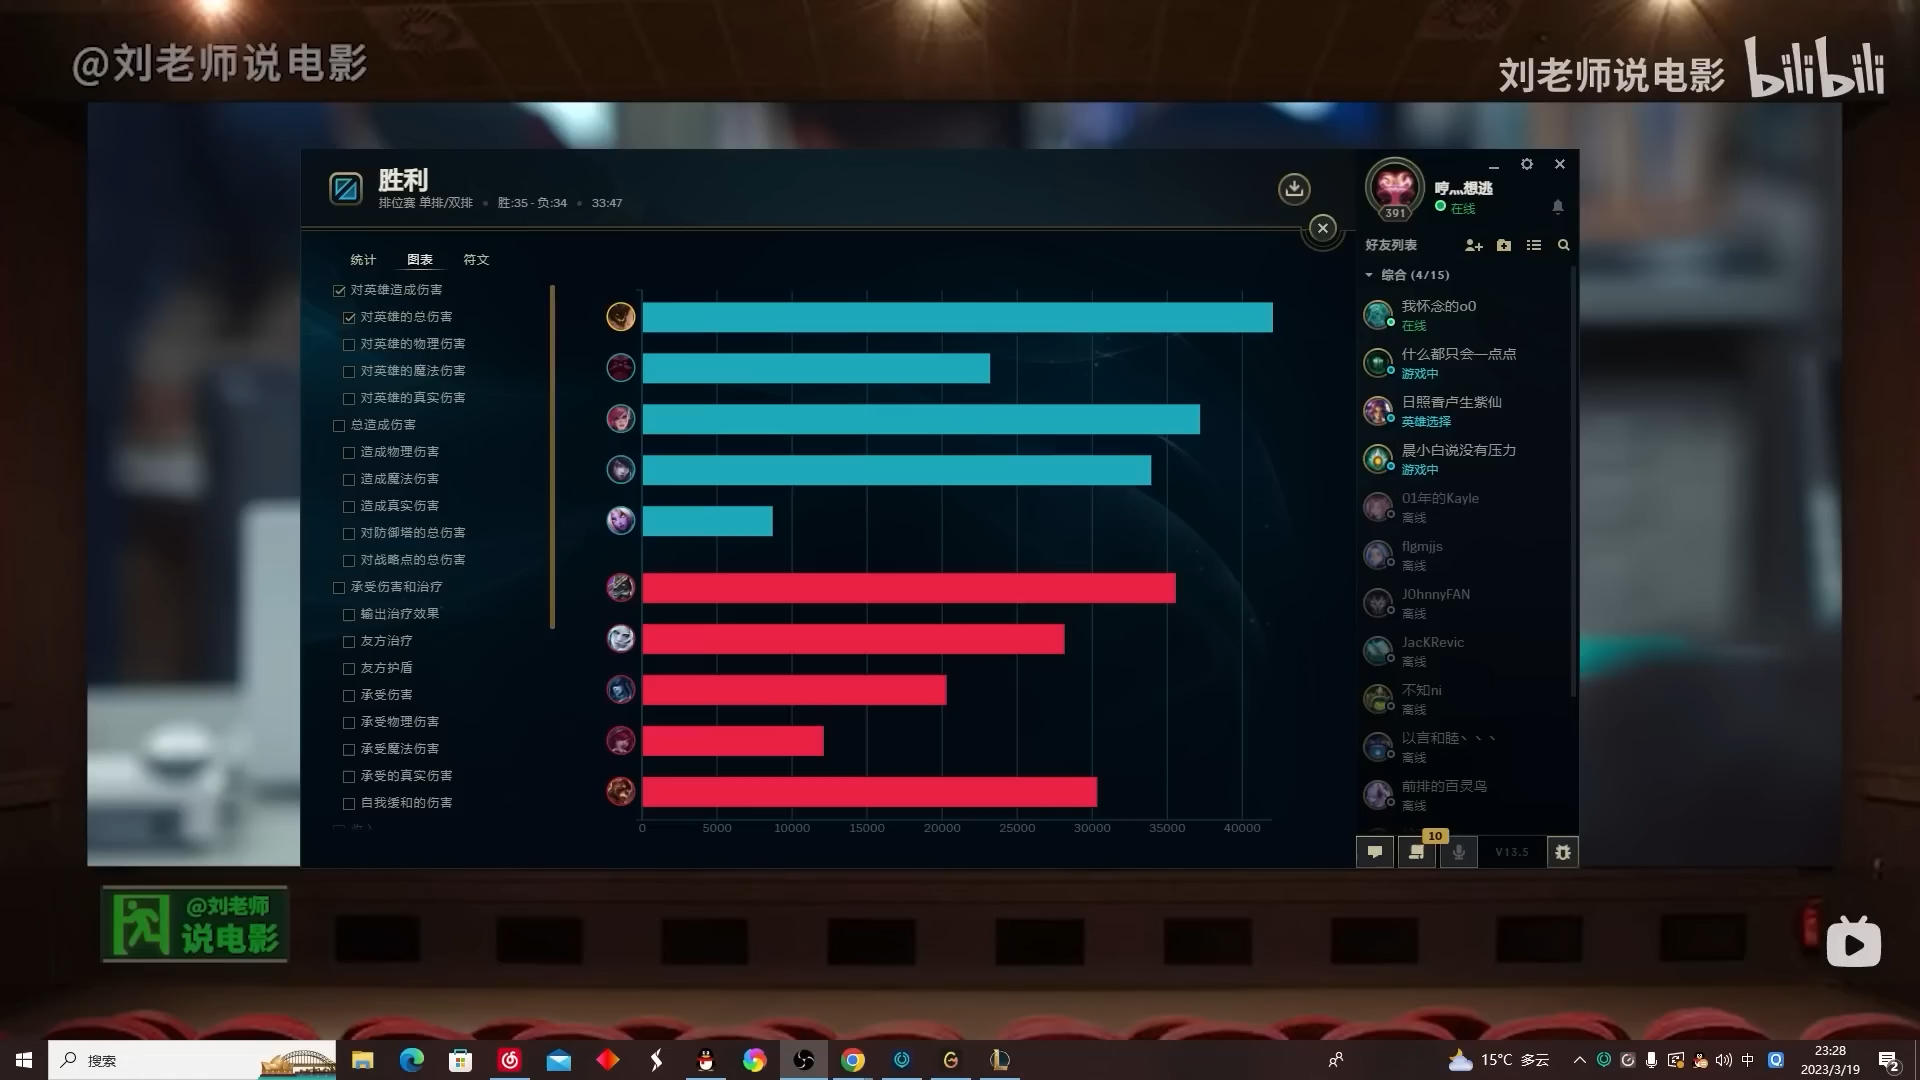 @刘老师说电影
刘老师说电影 bilibili
胜利
排位赛 单排/双排 • 胜:35 - 负:34 • 33:47
统计 图表 符文
对英雄造成伤害
对英雄的总伤害
对英雄的物理伤害
对英雄的魔法伤害
对英雄的真实伤害
总造成伤害
造成物理伤害
造成魔法伤害
造成真实伤害
对防御塔的总伤害
对战略点的总伤害
承受伤害和治疗
输出治疗效果
友方治疗
友方护盾
承受伤害
承受物理伤害
承受魔法伤害
承受的真实伤害
自我缓和的伤害
0 5000 10000 15000 20000 25000 30000 35000 40000
391
哼灬想逃
在线
好友列表
综合 (4/15)
我怀念的o0
在线
什么都只会一点点
游戏中
日照香卢生紫仙
英雄选择
晨小白说没有压力
游戏中
01年的Kayle
离线
flgmjjs
离线
J0hnnyFAN
离线
JacKRevic
离线
不知ni
离线
以言和睦丶丶丶
离线
前排的百灵鸟
离线
10
V13.5
@刘老师
说电影
搜索
15°C 多云
中
23:28
2023/3/19
2